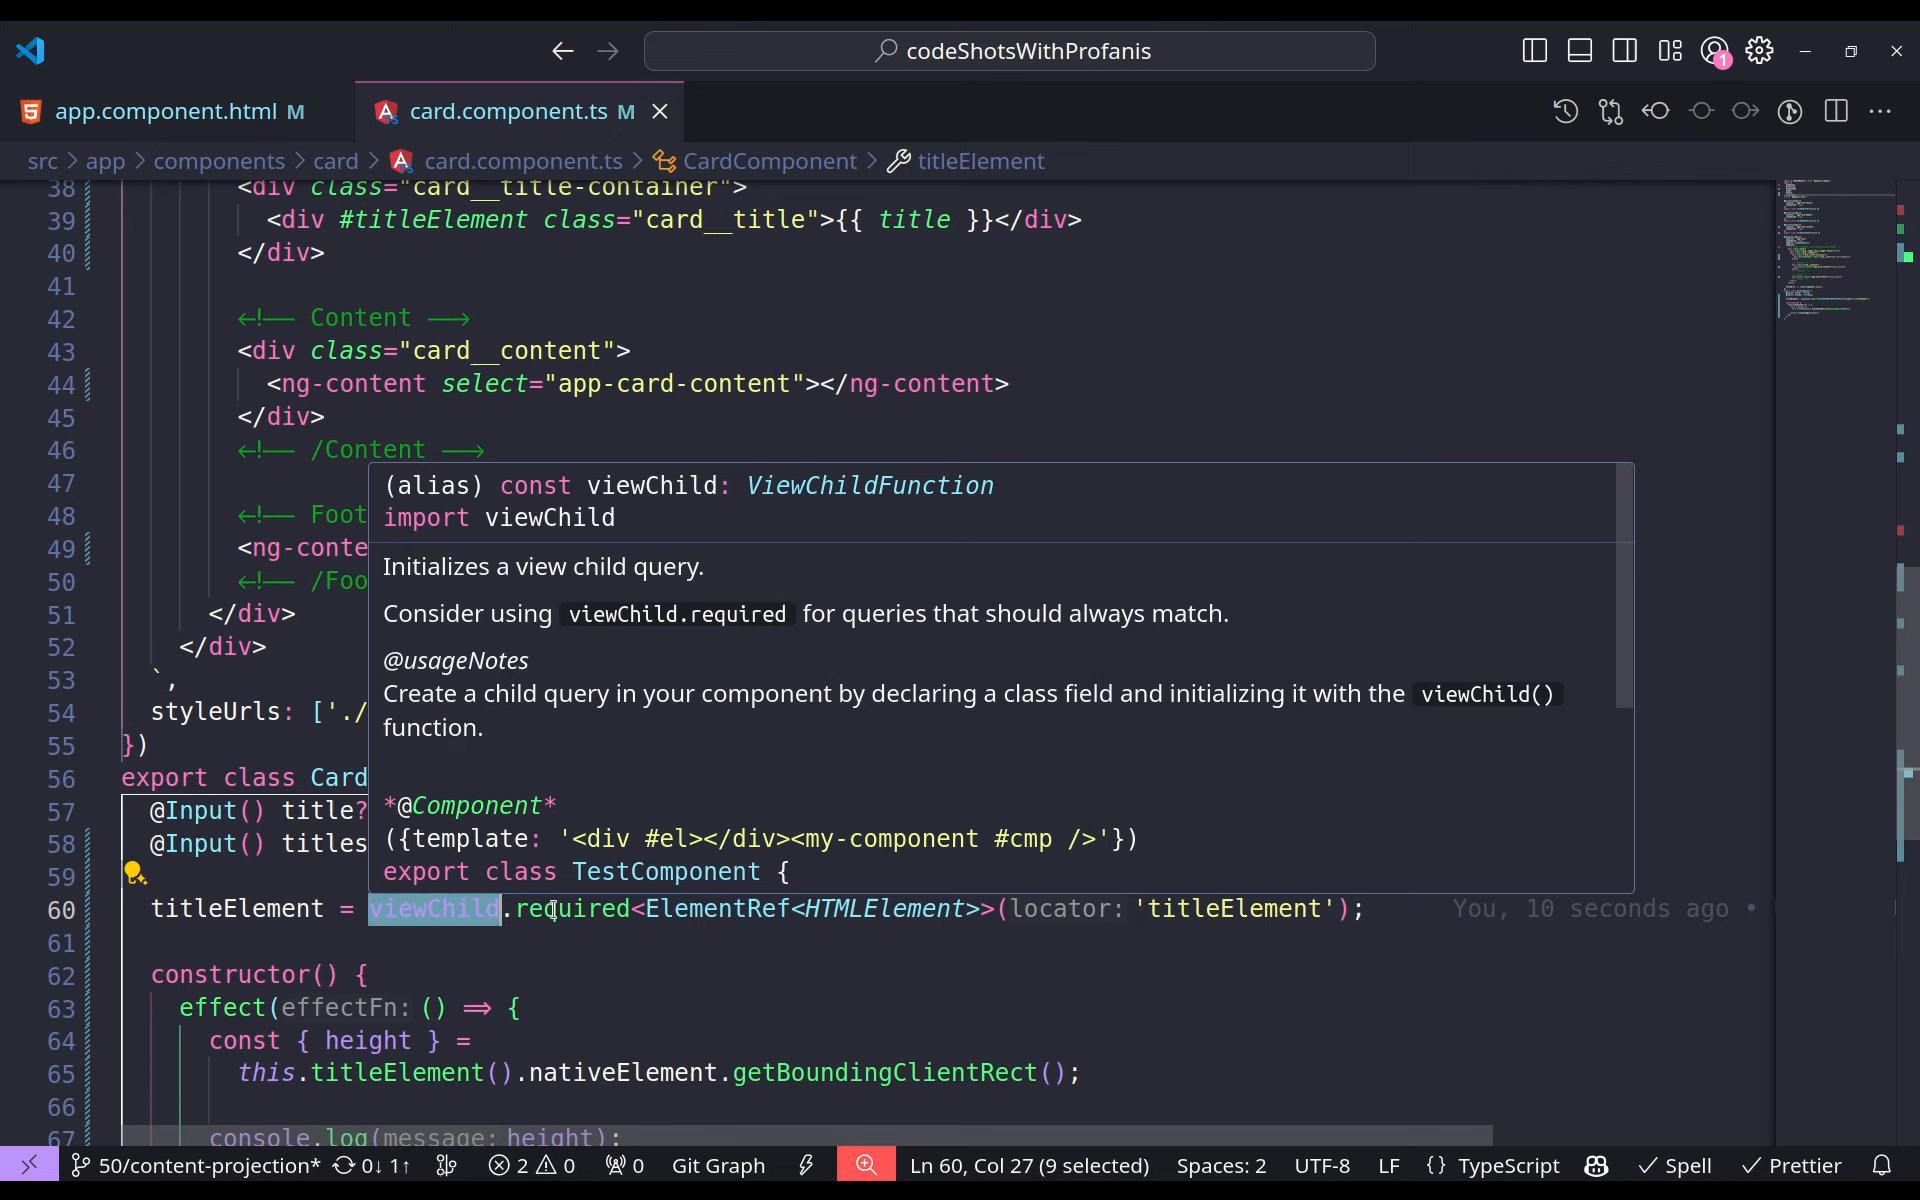 codeShotsWithProfanis
1
app.component.html M
card.component.ts M
src > app > components > card > card.component.ts > CardComponent > titleElement
38 <div class="card__title-container">
39 <div #titleElement class="card__title">{{ title }}</div>
40 </div>
41
42 <!-- Content -->
43 <div class="card__content">
44 <ng-content select="app-card-content"></ng-content>
45 </div>
46 <!-- /Content -->
47
48 <!-- Foot
49 <ng-conte
50 <!-- /Foo
51 </div>
52 </div>
53 `,
54 styleUrls: ['./
55 })
56 export class Card
57 @Input() title?
58 @Input() titles
59
(alias) const viewChild: ViewChildFunction
import viewChild
Initializes a view child query.
Consider using viewChild.required for queries that should always match.
@usageNotes
Create a child query in your component by declaring a class field and initializing it with the viewChild()
function.
*@Component*
({template: '<div #el></div><my-component #cmp />'})
export class TestComponent {
60 titleElement = viewChild.required<ElementRef<HTMLElement>>(locator: 'titleElement'); You, 10 seconds ago •
61
62 constructor() {
63 effect(effectFn: () => {
64 const { height } =
65 this.titleElement().nativeElement.getBoundingClientRect();
66
67 console.log(message: height);
50/content-projection* 0↓ 1↑ 2 0 0 Git Graph Ln 60, Col 27 (9 selected) Spaces: 2 UTF-8 LF {} TypeScript Spell Prettier